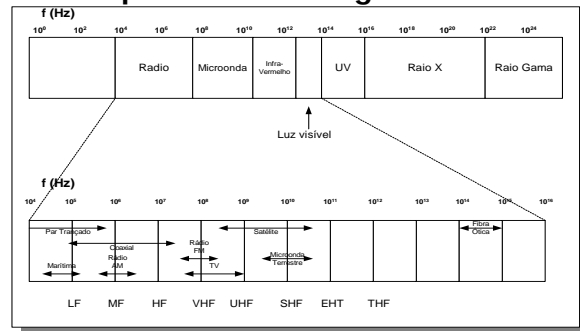 f (Hz)
10⁰ 10² 10⁴ 10⁶ 10⁸ 10¹⁰ 10¹² 10¹⁴ 10¹⁶ 10¹⁸ 10²⁰ 10²² 10²⁴
Radio Microonda Infra-Vermelho UV Raio X Raio Gama
Luz visível
f (Hz)
10⁴ 10⁵ 10⁶ 10⁷ 10⁸ 10⁹ 10¹⁰ 10¹¹ 10¹² 10¹³ 10¹⁴ 10¹⁵ 10¹⁶
Par Trançado
Coaxial
Marítima
Rádio
AM
Rádio
FM
TV
Satélite
Microonda
Terrestre
Fibra
Ótica
LF MF HF VHF UHF SHF EHT THF